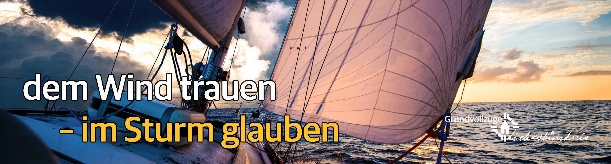 dem Wind trauen
– im Sturm glauben